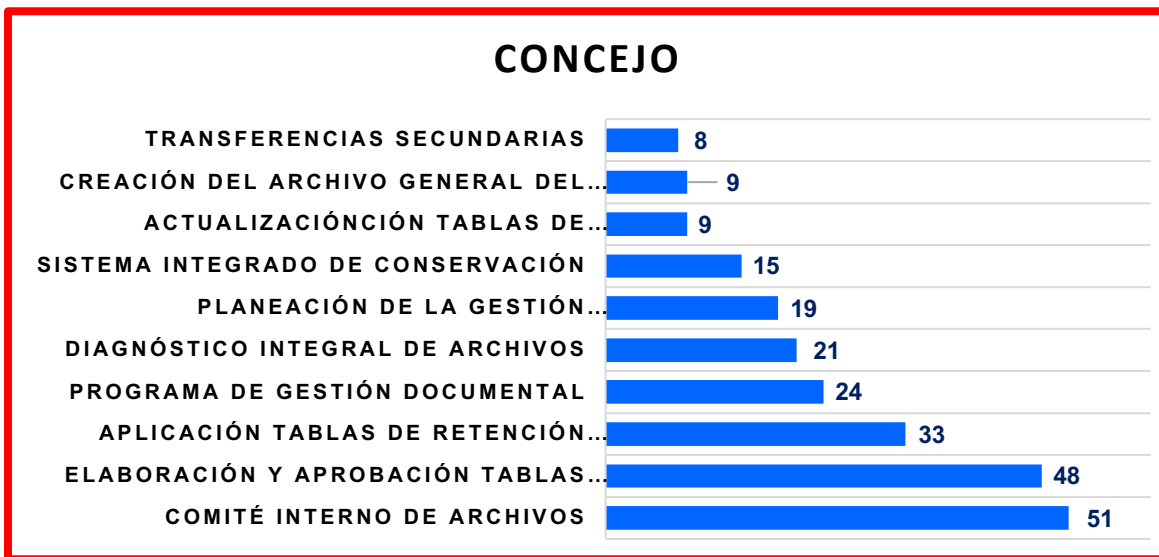 CONCEJO
TRANSFERENCIAS SECUNDARIAS 8
CREACIÓN DEL ARCHIVO GENERAL DEL... 9
ACTUALIZACIÓNCIÓN TABLAS DE... 9
SISTEMA INTEGRADO DE CONSERVACIÓN 15
PLANEACIÓN DE LA GESTIÓN... 19
DIAGNÓSTICO INTEGRAL DE ARCHIVOS 21
PROGRAMA DE GESTIÓN DOCUMENTAL 24
APLICACIÓN TABLAS DE RETENCIÓN... 33
ELABORACIÓN Y APROBACIÓN TABLAS... 48
COMITÉ INTERNO DE ARCHIVOS 51